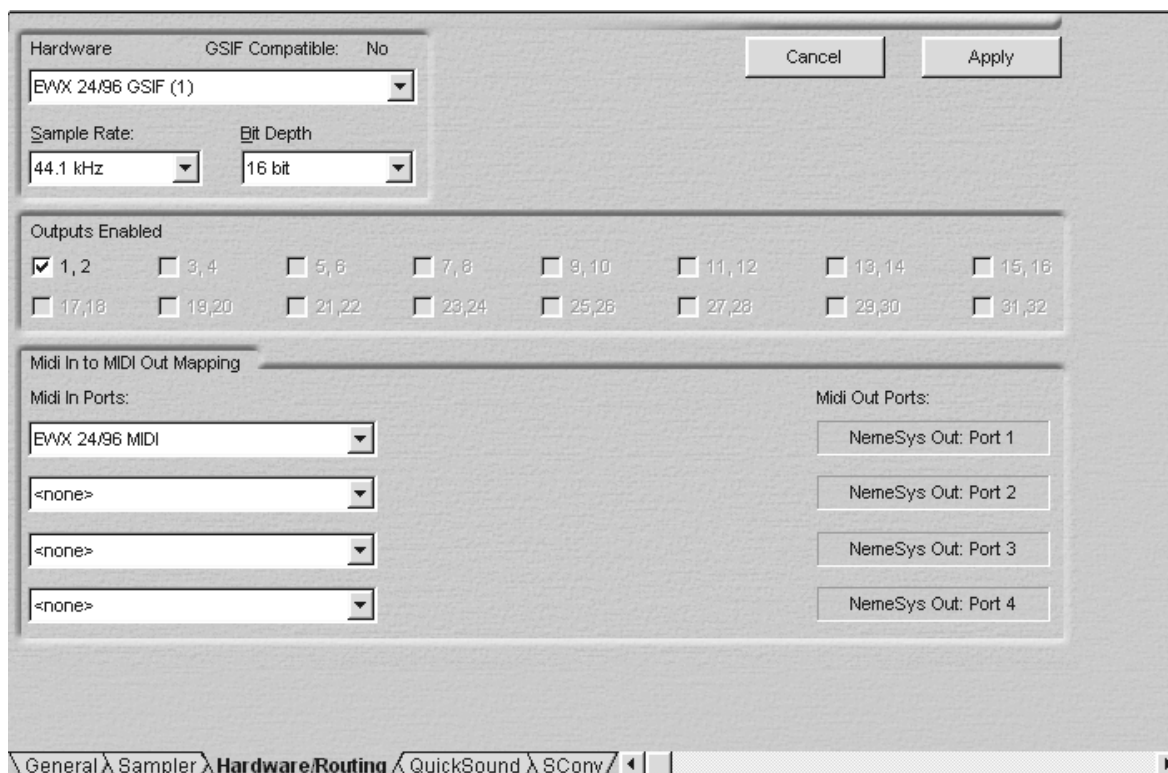 Hardware GSIF Compatible: No
Cancel Apply
EWX 24/96 GSIF (1)
Sample Rate: Bit Depth
44.1 kHz 16 bit
Outputs Enabled
1, 2 3, 4 5, 6 7, 8 9, 10 11, 12 13, 14 15, 16
17,18 19,20 21,22 23,24 25,26 27,28 29,30 31,32
Midi In to MIDI Out Mapping
Midi In Ports: Midi Out Ports:
EWX 24/96 MIDI NemeSys Out: Port 1
<none> NemeSys Out: Port 2
<none> NemeSys Out: Port 3
<none> NemeSys Out: Port 4
General Sampler Hardware/Routing QuickSound SConv